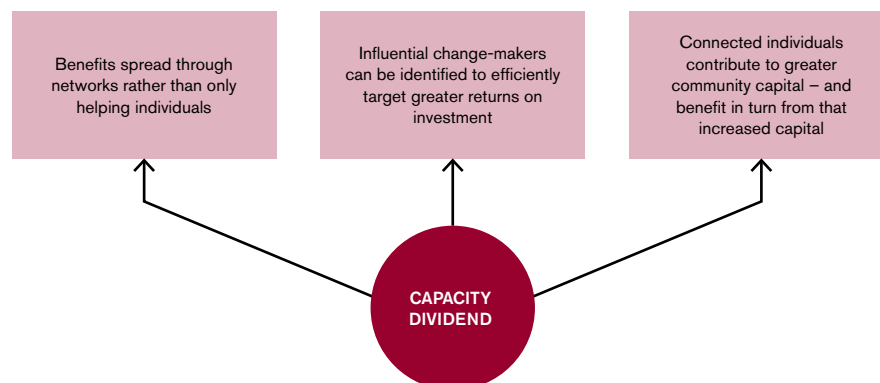 Benefits spread through
networks rather than only
helping individuals
Influential change-makers
can be identified to efficiently
target greater returns on
investment
Connected individuals
contribute to greater
community capital – and
benefit in turn from that
increased capital
CAPACITY
DIVIDEND